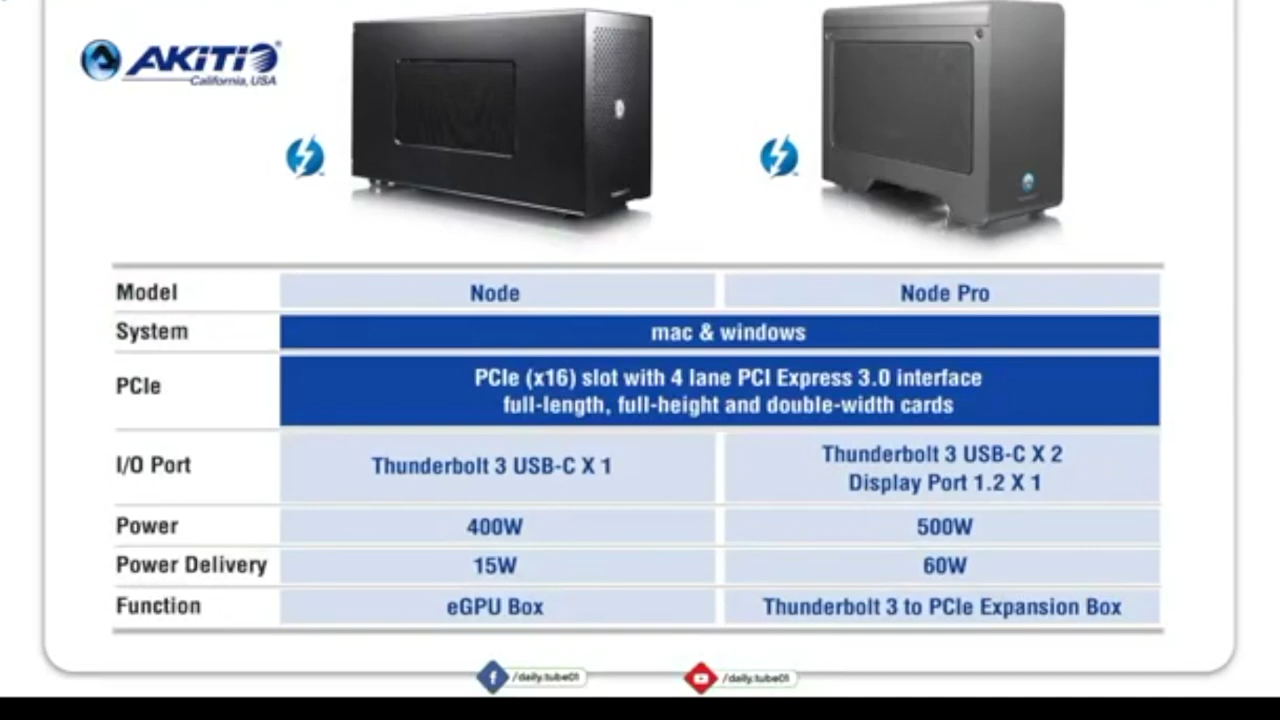 AKiTiO
California, USA
Model Node Node Pro
System mac & windows
PCIe PCIe (x16) slot with 4 lane PCI Express 3.0 interface
full-length, full-height and double-width cards
I/O Port Thunderbolt 3 USB-C X 1 Thunderbolt 3 USB-C X 2
Display Port 1.2 X 1
Power 400W 500W
Power Delivery 15W 60W
Function eGPU Box Thunderbolt 3 to PCIe Expansion Box
/daily.tube01 /daily.tube01